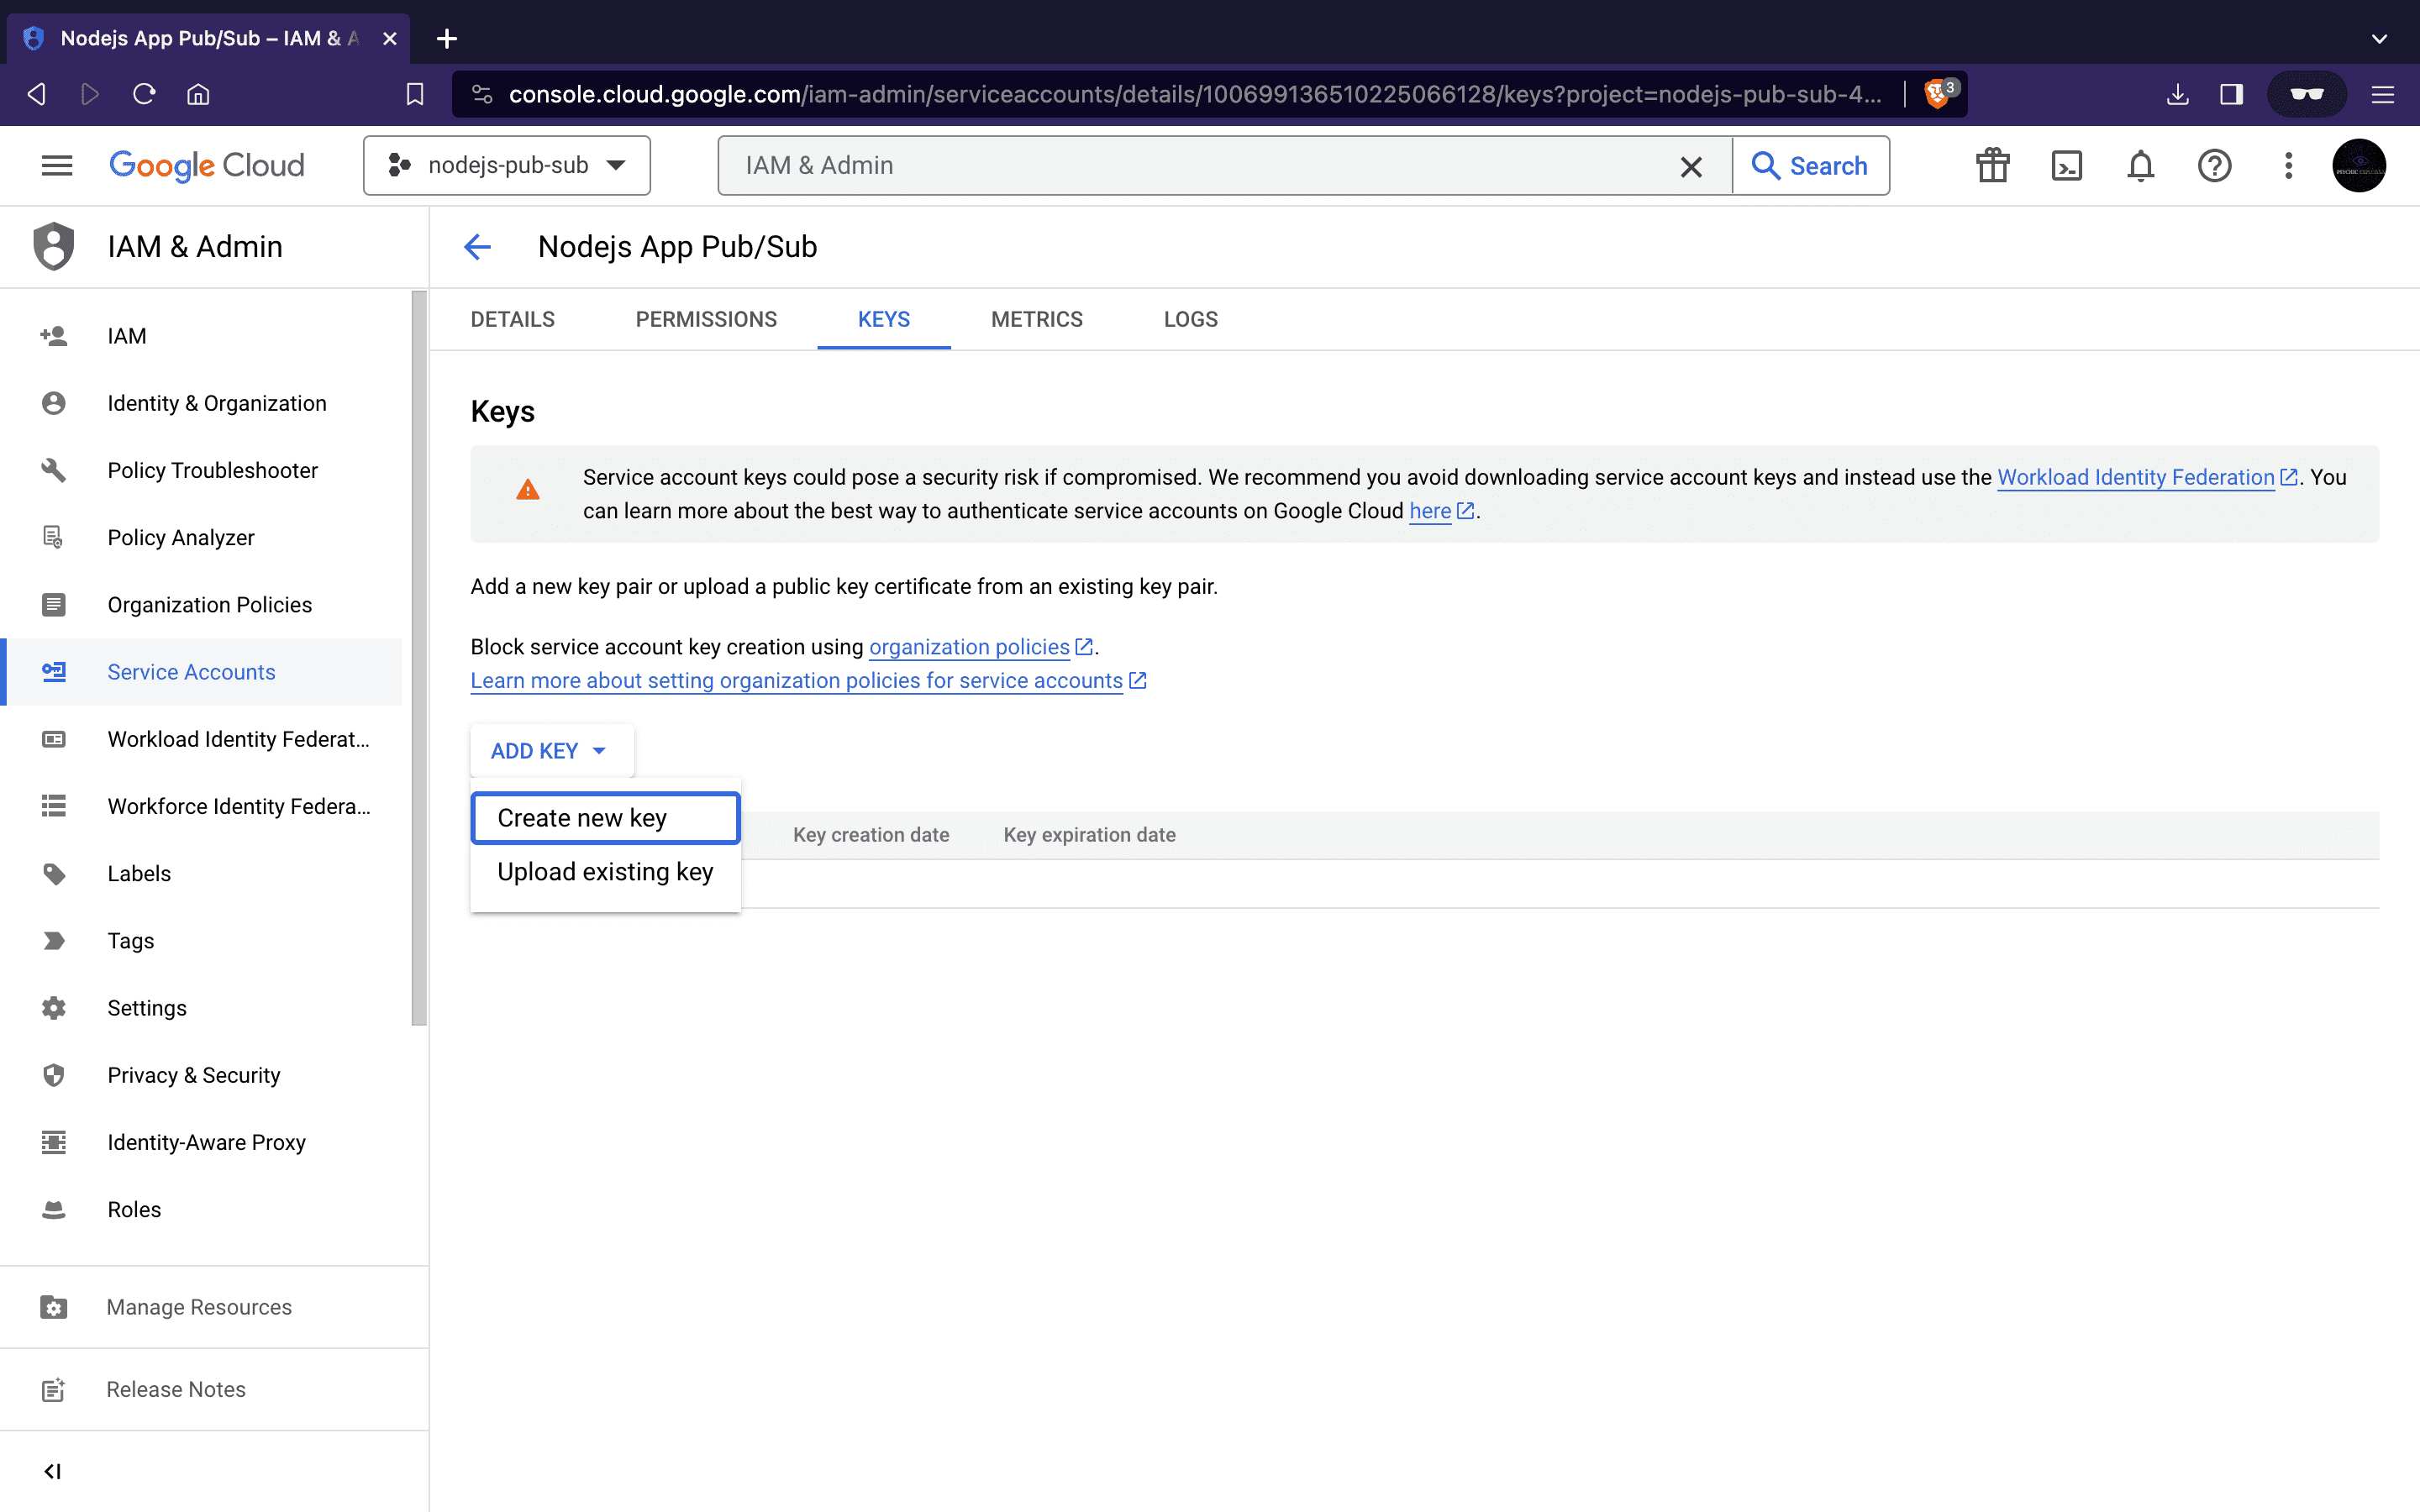 Nodejs App Pub/Sub – IAM & A
console.cloud.google.com/iam-admin/serviceaccounts/details/100699136510225066128/keys?project=nodejs-pub-sub-4...
3
Google Cloud
nodejs-pub-sub
IAM & Admin
Search
IAM & Admin
Nodejs App Pub/Sub
DETAILS
PERMISSIONS
KEYS
METRICS
LOGS
IAM
Identity & Organization
Policy Troubleshooter
Policy Analyzer
Organization Policies
Service Accounts
Workload Identity Federat...
Workforce Identity Federa...
Labels
Tags
Settings
Privacy & Security
Identity-Aware Proxy
Roles
Manage Resources
Release Notes
Keys
Service account keys could pose a security risk if compromised. We recommend you avoid downloading service account keys and instead use the Workload Identity Federation. You
can learn more about the best way to authenticate service accounts on Google Cloud here.
Add a new key pair or upload a public key certificate from an existing key pair.
Block service account key creation using organization policies.
Learn more about setting organization policies for service accounts
ADD KEY
Create new key
Upload existing key
Key creation date
Key expiration date